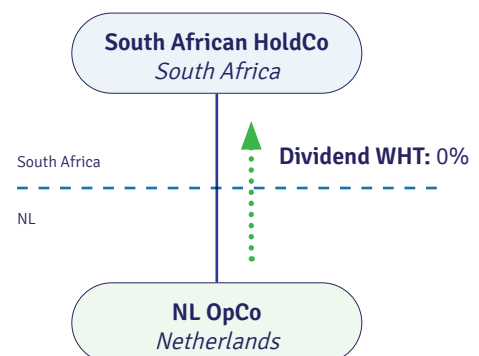 South African HoldCo
South Africa
Dividend WHT: 0%
South Africa
NL
NL OpCo
Netherlands